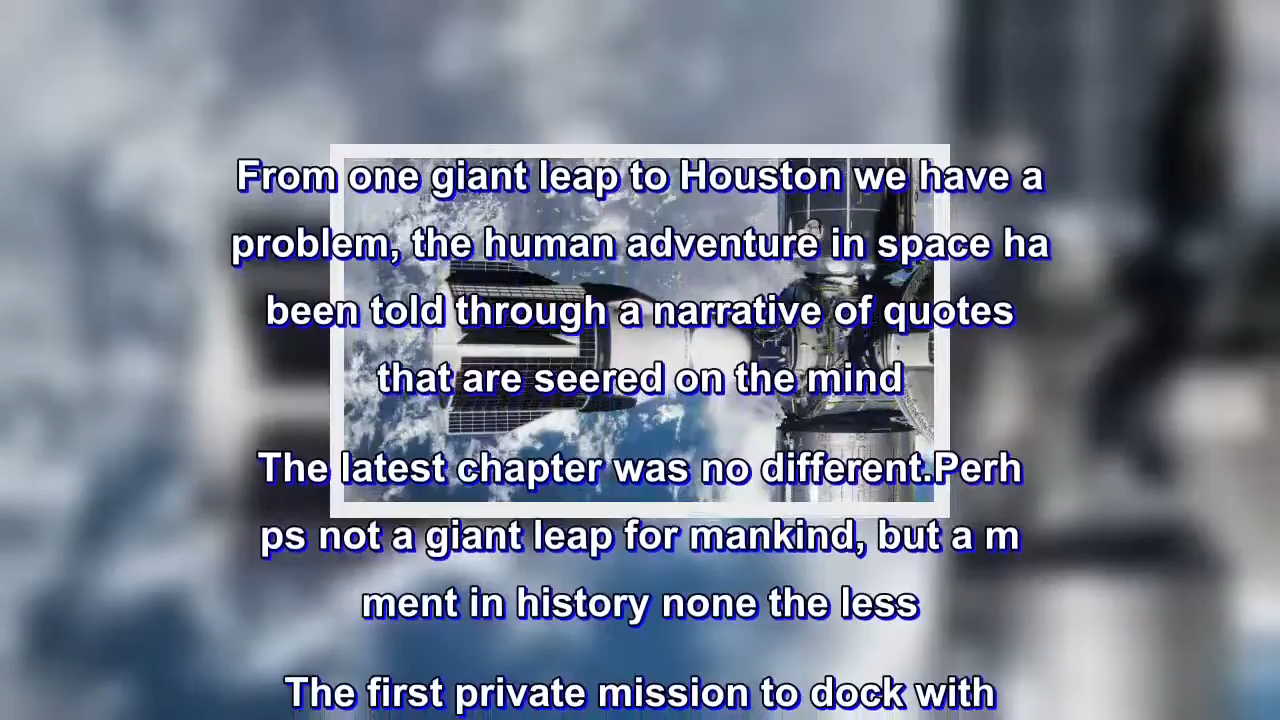 From one giant leap to Houston we have a
problem, the human adventure in space ha
been told through a narrative of quotes
that are seered on the mind
The latest chapter was no different.Perh
ps not a giant leap for mankind, but a m
ment in history none the less
The first private mission to dock with